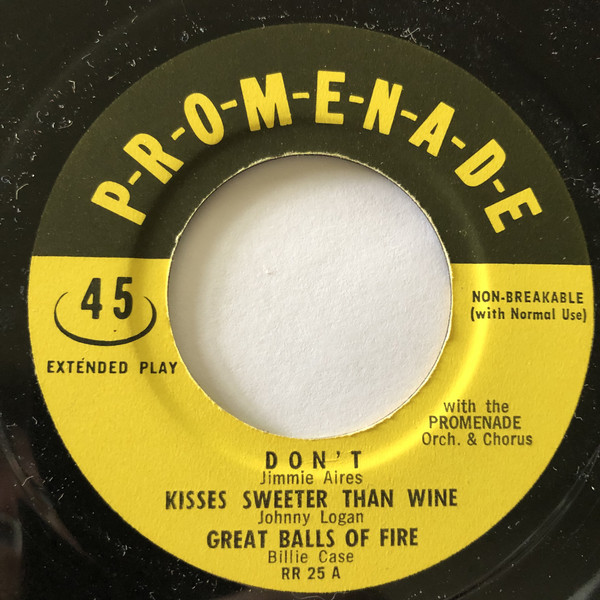 P-R-O-M-E-N-A-D-E
45
EXTENDED PLAY
NON-BREAKABLE
(with Normal Use)
with the
PROMENADE
Orch. & Chorus
DON'T
Jimmie Aires
KISSES SWEETER THAN WINE
Johnny Logan
GREAT BALLS OF FIRE
Billie Case
RR 25 A